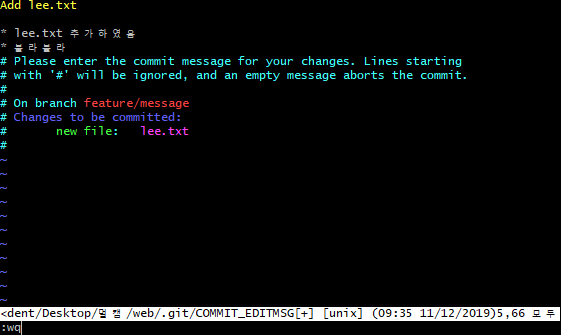 Add lee.txt
* lee.txt 추가하였음
* 블라블라
# Please enter the commit message for your changes. Lines starting
# with '#' will be ignored, and an empty message aborts the commit.
#
# On branch feature/message
# Changes to be committed:
#       new file:   lee.txt
#
~
~
~
~
~
~
~
~
~
~
~
<dent/Desktop/멀캠/web/.git/COMMIT_EDITMSG[+] [unix] (09:35 11/12/2019)5,66 모두
:wq